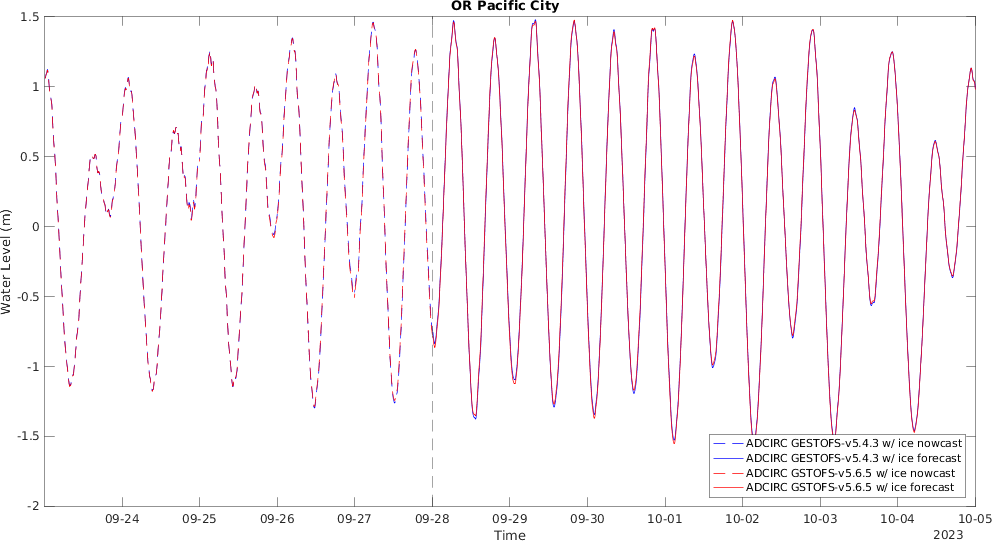 OR Pacific City
1.5
1
0.5
0
-0.5
-1
-1.5
-2
Water Level (m)
ADCIRC GESTOFS-v5.4.3 w/ ice nowcast
ADCIRC GESTOFS-v5.4.3 w/ ice forecast
ADCIRC GSTOFS-v5.6.5 w/ ice nowcast
ADCIRC GSTOFS-v5.6.5 w/ ice forecast
09-24 09-25 09-26 09-27 09-28 09-29 09-30 10-01 10-02 10-03 10-04 10-05
Time
2023